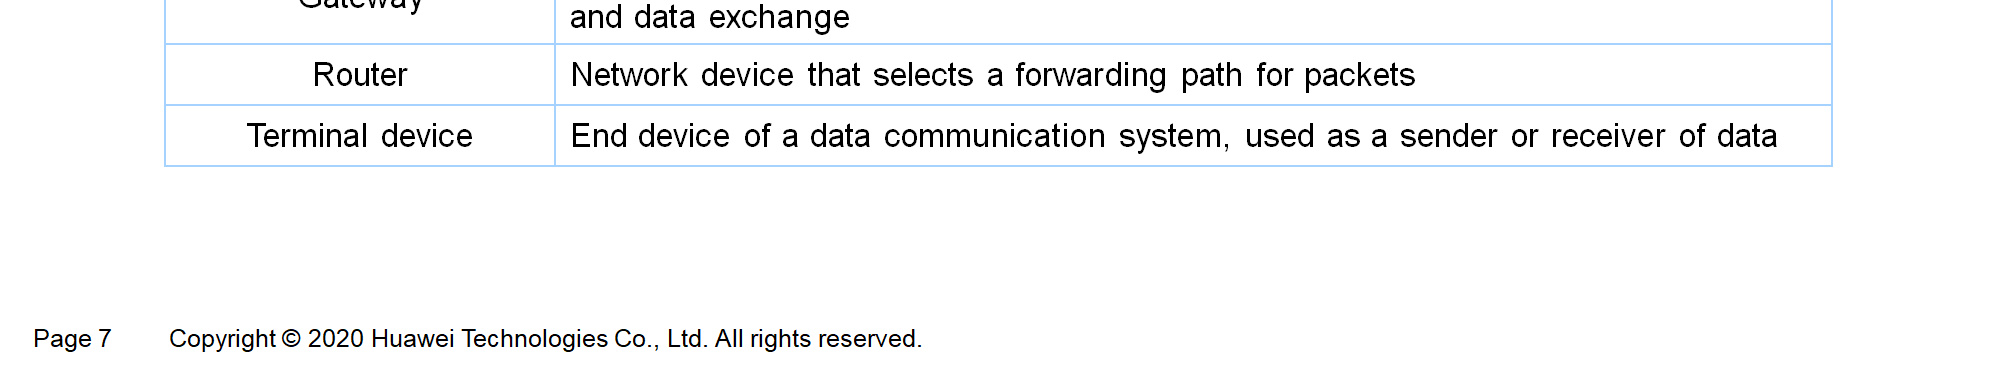 Gateway
and data exchange
Router
Network device that selects a forwarding path for packets
Terminal device
End device of a data communication system, used as a sender or receiver of data
Page 7
Copyright © 2020 Huawei Technologies Co., Ltd. All rights reserved.